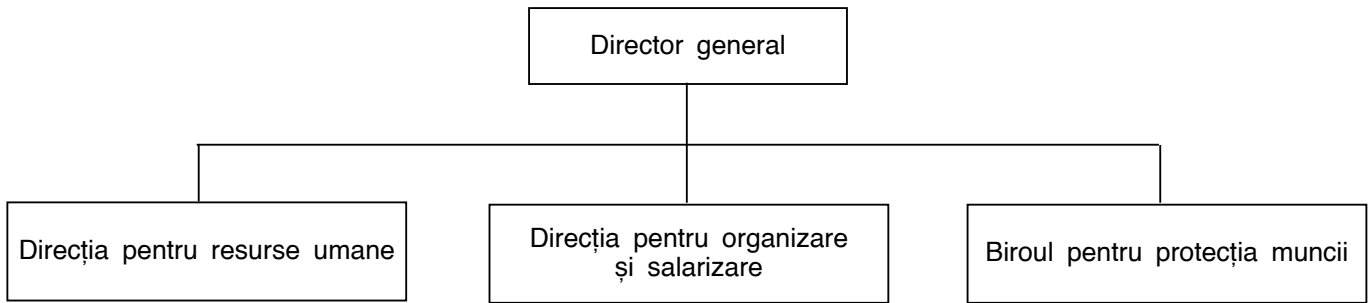 Director general
Direcția pentru resurse umane
Direcția pentru organizare
și salarizare
Biroul pentru protecția muncii